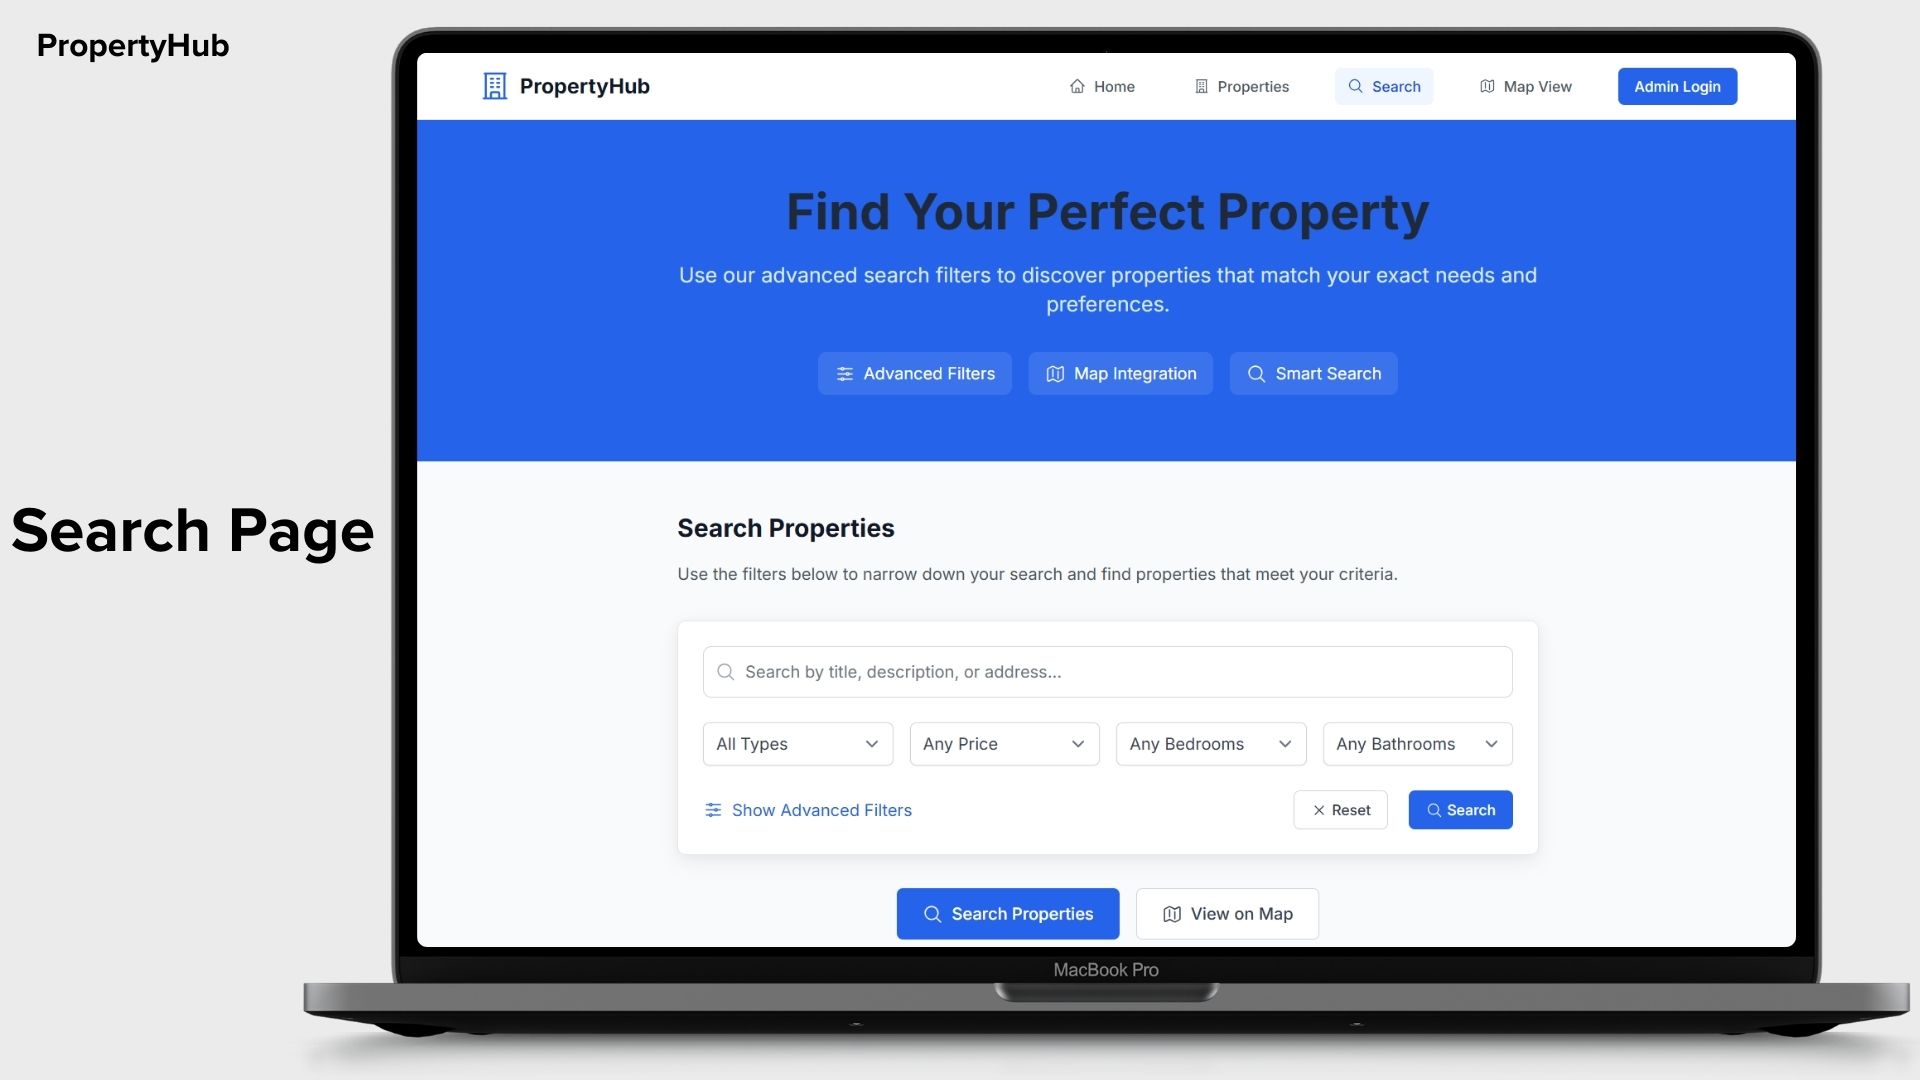 PropertyHub
PropertyHub
Home
Properties
Search
Map View
Admin Login
Find Your Perfect Property
Use our advanced search filters to discover properties that match your exact needs and
preferences.
Advanced Filters
Map Integration
Smart Search
Search Page
Search Properties
Use the filters below to narrow down your search and find properties that meet your criteria.
Search by title, description, or address...
All Types
Any Price
Any Bedrooms
Any Bathrooms
Show Advanced Filters
Reset
Search
Search Properties
View on Map
MacBook Pro